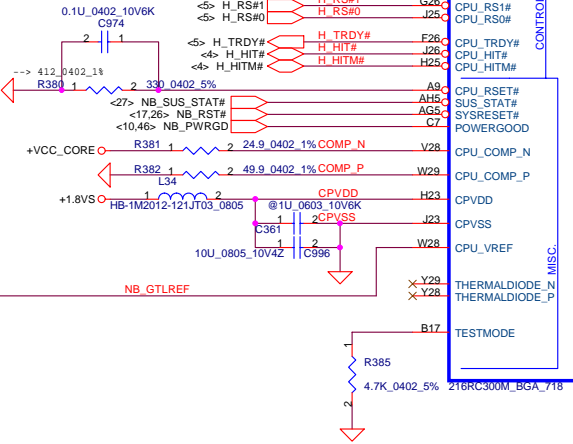 <5> H_RS#1 H_RS#1 G26 CPU_RS1#
<5> H_RS#0 H_RS#0 J25 CPU_RS0#
0.1U_0402_10V6K
C974
2 1
CONTROL
<5> H_TRDY# H_TRDY# F26 CPU_TRDY#
<4> H_HIT# H_HIT# J26 CPU_HIT#
<4> H_HITM# H_HITM# H25 CPU_HITM#
--> 412_0402_1%
R380 1 2 330_0402_5% A9 CPU_RSET#
<27> NB_SUS_STAT# AH5 SUS_STAT#
<17,26> NB_RST# AG5 SYSRESET#
<10,46> NB_PWRGD C7 POWERGOOD
+VCC_CORE R381 1 2 24.9_0402_1% COMP_N V28 CPU_COMP_N
R382 1 2 49.9_0402_1% COMP_P W29 CPU_COMP_P
L34
+1.8VS 1 2 CPVDD H23 CPVDD
HB-1M2012-121JT03_0805 @1U_0603_10V6K
C361 1 2 CPVSS J23 CPVSS
10U_0805_10V4Z 1 2 C996 W28 CPU_VREF
MISC.
NB_GTLREF
Y29 THERMALDIODE_N
Y28 THERMALDIODE_P
B17 TESTMODE
1
R385
4.7K_0402_5%
2
216RC300M_BGA_718